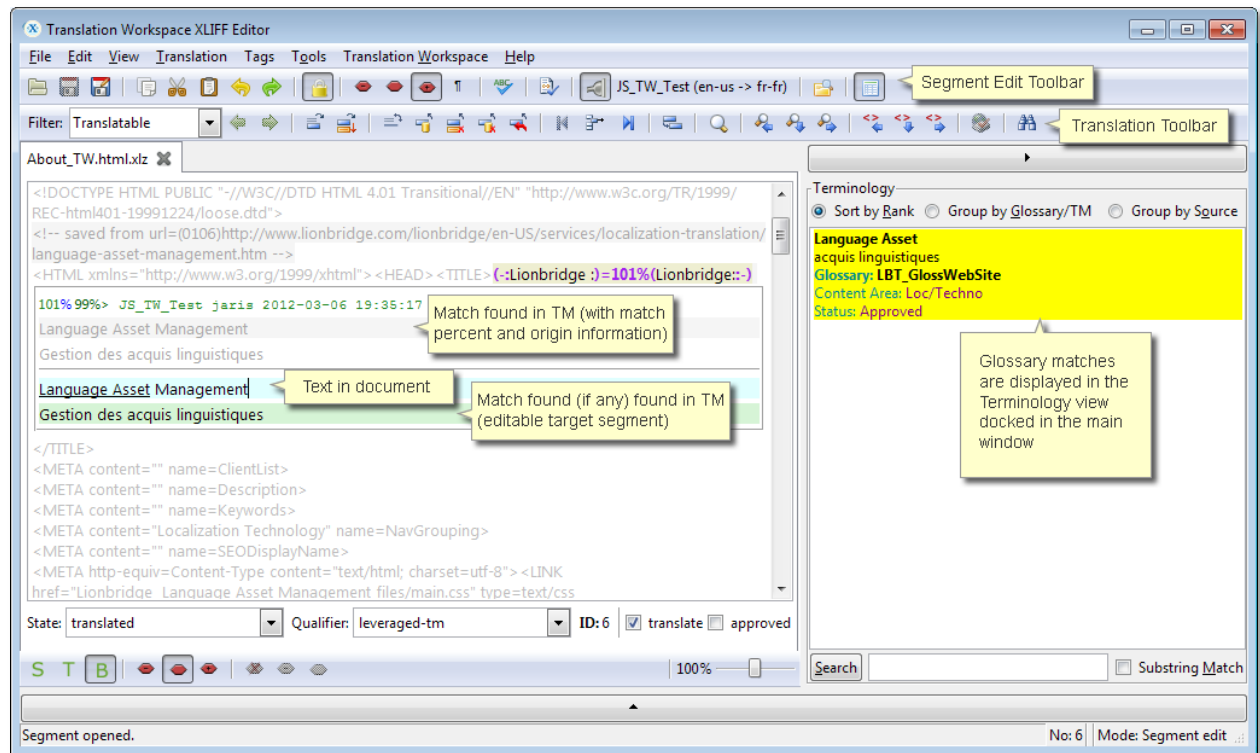 Translation Workspace XLIFF Editor
File Edit View Translation Tags Tools Translation Workspace Help
JS_TW_Test (en-us -> fr-fr)
Segment Edit Toolbar
Filter: Translatable
Translation Toolbar
About_TW.html.xlz
<!DOCTYPE HTML PUBLIC "-//W3C//DTD HTML 4.01 Transitional//EN" "http://www.w3c.org/TR/1999/
REC-html401-19991224/loose.dtd">
<!-- saved from url=(0106)http://www.lionbridge.com/lionbridge/en-US/services/localization-translation/
language-asset-management.htm -->
<HTML xmlns="http://www.w3.org/1999/xhtml"> <HEAD> <TITLE> (-:Lionbridge :)=101%(Lionbridge::-)
101% 99%> JS_TW_Test jaris 2012-03-06 19:35:17
Language Asset Management
Gestion des acquis linguistiques
Match found in TM (with match
percent and origin information)
Language Asset Management
Text in document
Gestion des acquis linguistiques
Match found (if any) found in TM
(editable target segment)
</TITLE>
<META content="" name=ClientList>
<META content="" name=Description>
<META content="" name=Keywords>
<META content="Localization Technology" name=NavGrouping>
<META content="" name=SEODisplayName>
<META http-equiv=Content-Type content="text/html; charset=utf-8"> <LINK
href="Lionbridge Language Asset Management files/main.css" type=text/css
State: translated Qualifier: leveraged-tm ID: 6 translate approved
S T B 100%
Terminology
Sort by Rank Group by Glossary/TM Group by Source
Language Asset
acquis linguistiques
Glossary: LBT_GlossWebSite
Content Area: Loc/Techno
Status: Approved
Glossary matches
are displayed in the
Terminology view
docked in the main
window
Search Substring Match
Segment opened. No: 6 Mode: Segment edit